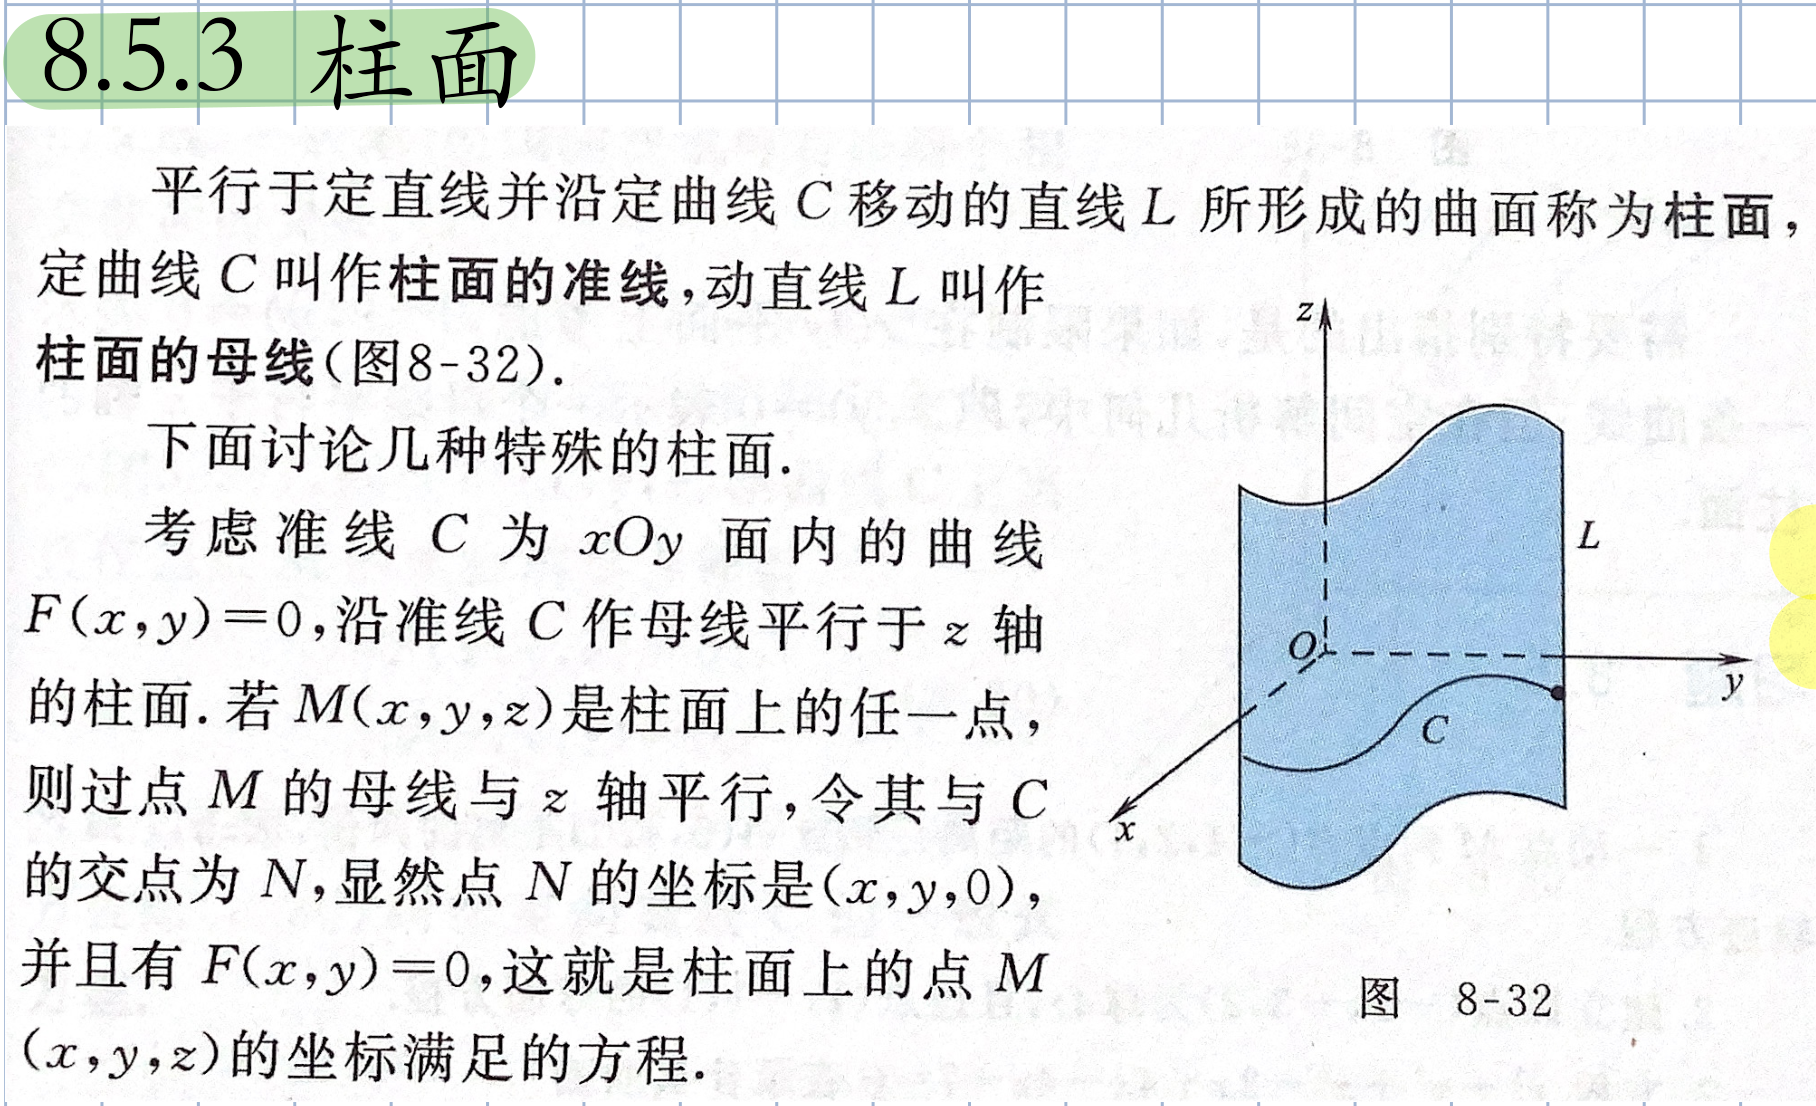 8.5.3 柱面
平行于定直线并沿定曲线 C 移动的直线 L 所形成的曲面称为柱面,
定曲线 C 叫作柱面的准线,动直线 L 叫作
柱面的母线(图8-32).
下面讨论几种特殊的柱面.
考虑准线 C 为 xOy 面内的曲线
F(x,y)=0,沿准线 C 作母线平行于 z 轴
的柱面.若 M(x,y,z)是柱面上的任一点,
则过点 M 的母线与 z 轴平行,令其与 C
的交点为 N,显然点 N 的坐标是(x,y,0),
并且有 F(x,y)=0,这就是柱面上的点 M
(x,y,z)的坐标满足的方程.
z
L
O
y
C
x
图 8-32